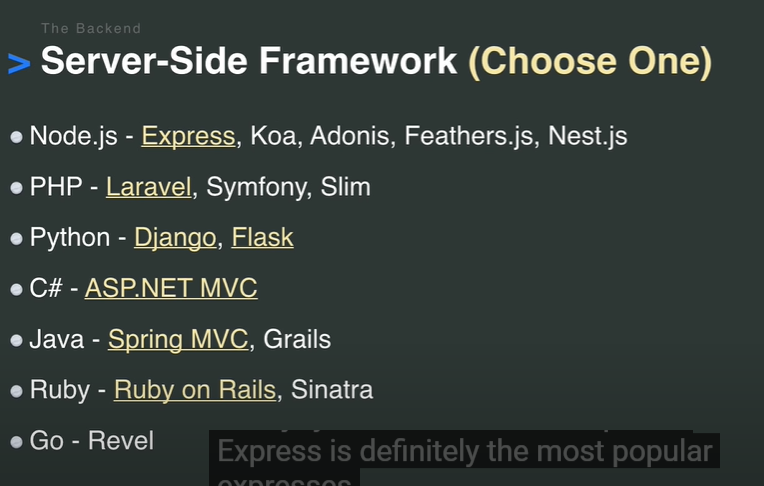 The Backend
> Server-Side Framework (Choose One)
Node.js - Express, Koa, Adonis, Feathers.js, Nest.js
PHP - Laravel, Symfony, Slim
Python - Django, Flask
C# - ASP.NET MVC
Java - Spring MVC, Grails
Ruby - Ruby on Rails, Sinatra
Go - Revel
Express is definitely the most popular